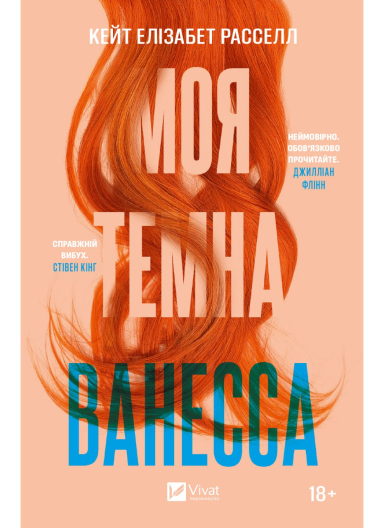 КЕЙТ ЕЛІЗАБЕТ РАССЕЛЛ
МОЯ
НЕЙМОВІРНО.
ОБОВ'ЯЗКОВО
ПРОЧИТАЙТЕ.
ДЖИЛЛІАН
ФЛІНН
ТЕМНА
СПРАВЖНІЙ
ВИБУХ.
СТІВЕН КІНГ
ВАНЕССА
Vivat
18+